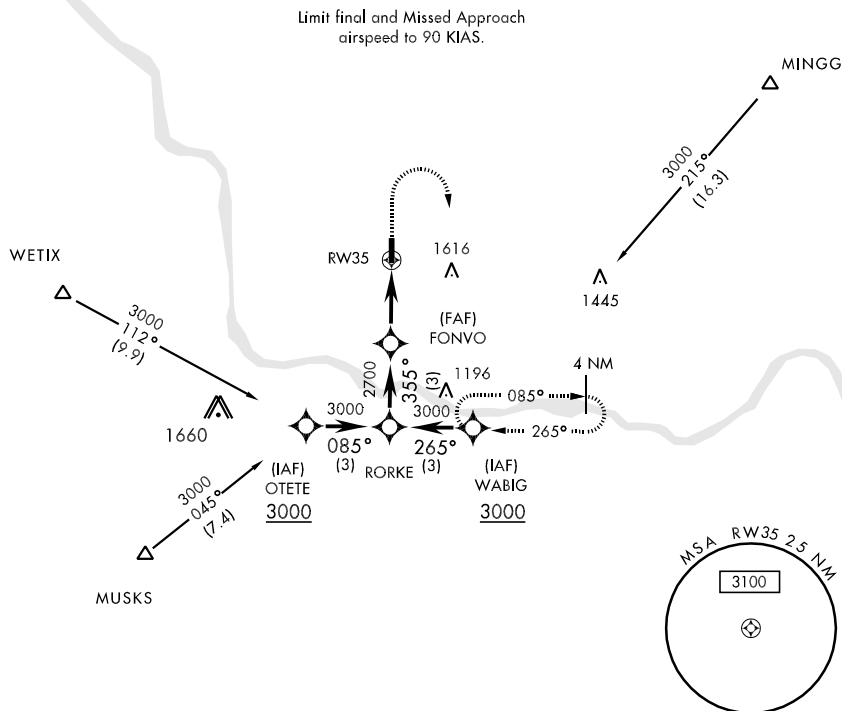 Limit final and Missed Approach
airspeed to 90 KIAS.
MINGG
3000
215°
(16.3)
RW35
1616
1445
WETIX
3000
112°
(9.9)
(FAF)
FONVO
4 NM
2700
355°
(3)
1196
085°
1660
3000
3000
265°
085°
(3)
RORKE
265°
(3)
(IAF)
OTETE
3000
(IAF)
WABIG
3000
3000
045°
(7.4)
MUSKS
MSA RW35 25 NM
3100